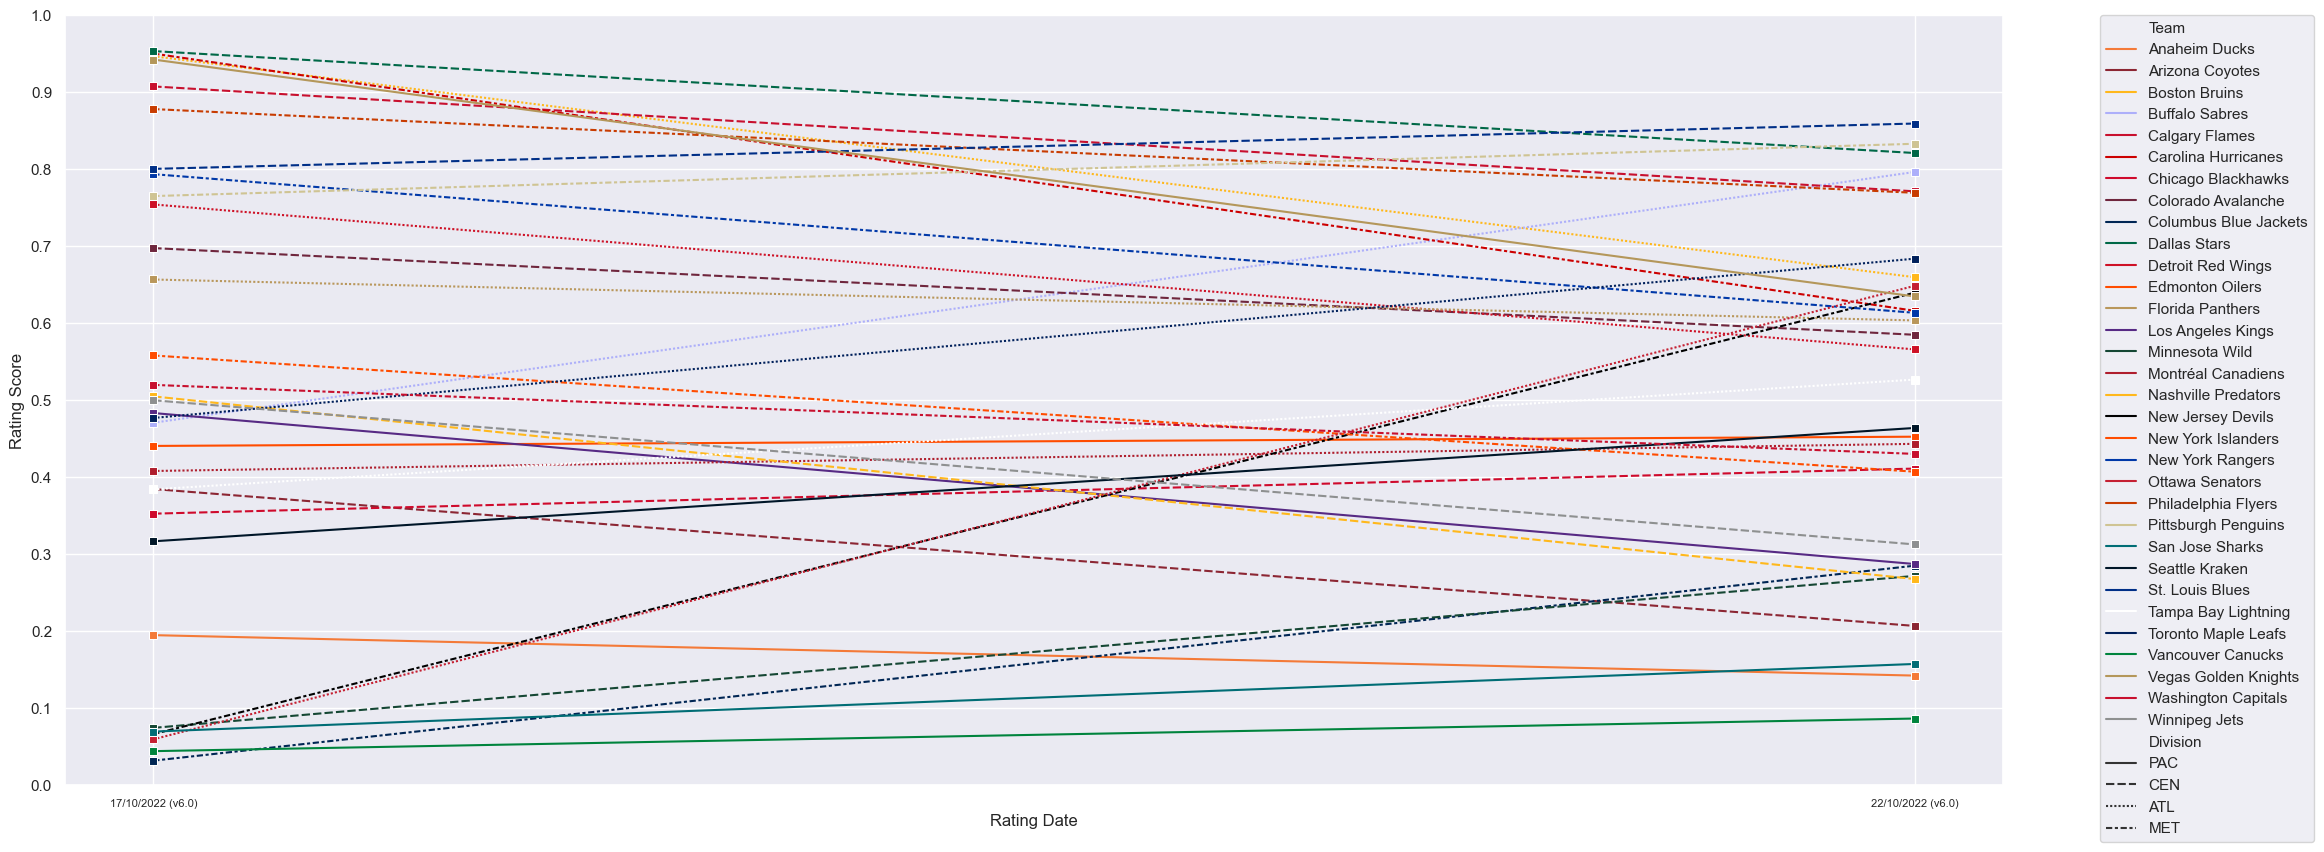 1.0
0.9
0.8
0.7
0.6
0.5
0.4
0.3
0.2
0.1
0.0
Rating Score
17/10/2022 (v6.0)
22/10/2022 (v6.0)
Rating Date
Team
Anaheim Ducks
Arizona Coyotes
Boston Bruins
Buffalo Sabres
Calgary Flames
Carolina Hurricanes
Chicago Blackhawks
Colorado Avalanche
Columbus Blue Jackets
Dallas Stars
Detroit Red Wings
Edmonton Oilers
Florida Panthers
Los Angeles Kings
Minnesota Wild
Montréal Canadiens
Nashville Predators
New Jersey Devils
New York Islanders
New York Rangers
Ottawa Senators
Philadelphia Flyers
Pittsburgh Penguins
San Jose Sharks
Seattle Kraken
St. Louis Blues
Tampa Bay Lightning
Toronto Maple Leafs
Vancouver Canucks
Vegas Golden Knights
Washington Capitals
Winnipeg Jets
Division
PAC
CEN
ATL
MET